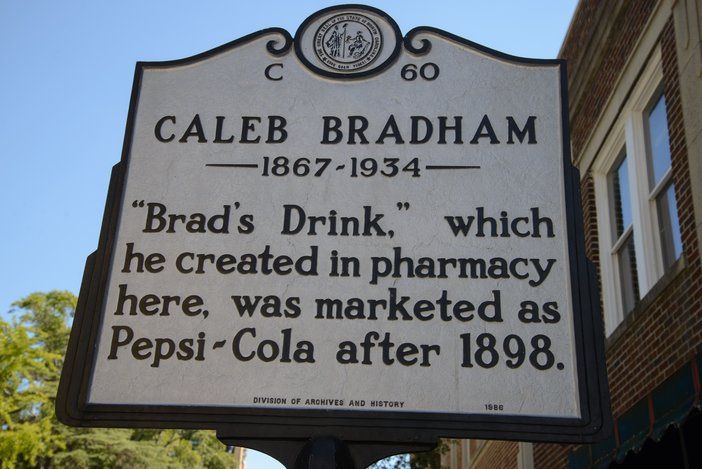 C 60
CALEB BRADHAM
1867-1934
"Brad's Drink," which
he created in pharmacy
here, was marketed as
Pepsi-Cola after 1898.
DIVISION OF ARCHIVES AND HISTORY 1986